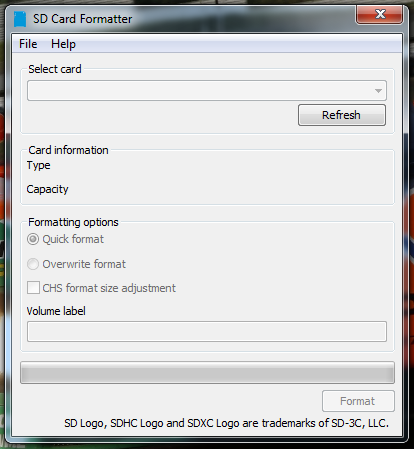 SD Card Formatter
File Help
Select card
Refresh
Card information
Type
Capacity
Formatting options
Quick format
Overwrite format
CHS format size adjustment
Volume label
Format
SD Logo, SDHC Logo and SDXC Logo are trademarks of SD-3C, LLC.